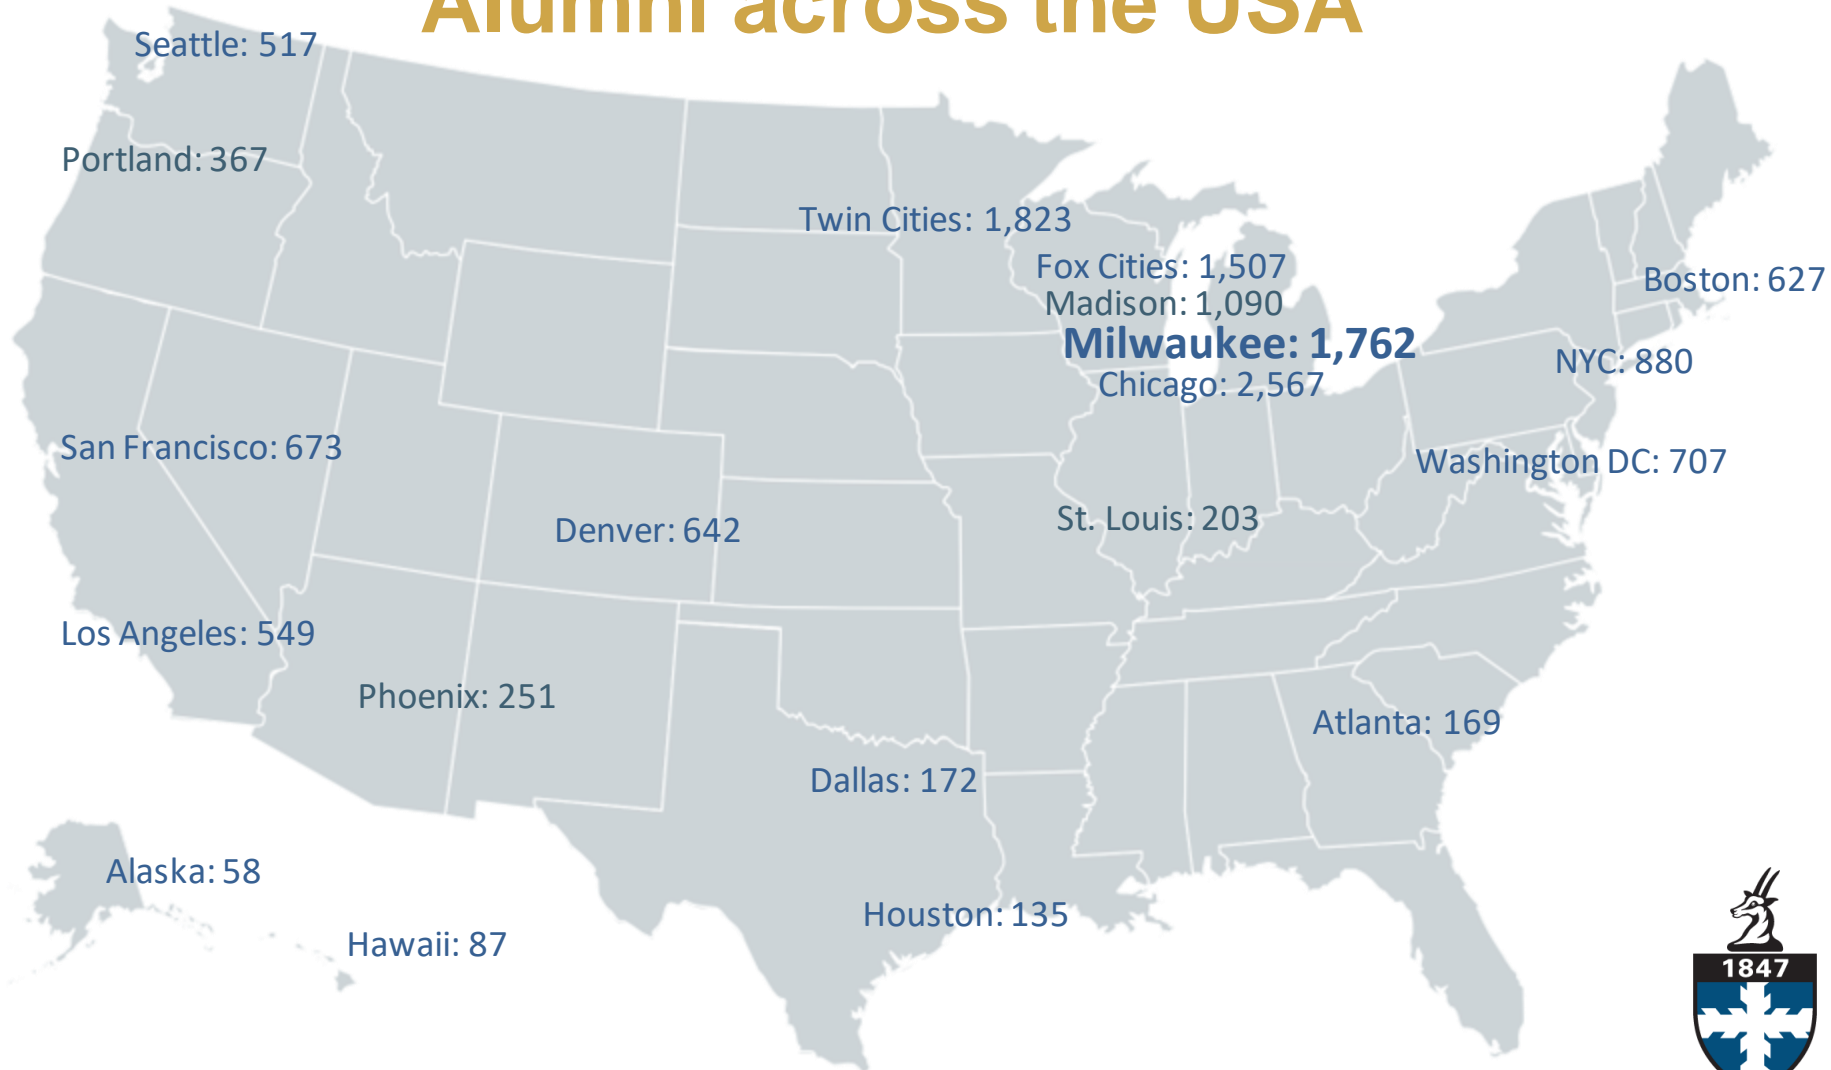 Alumni across the USA
Seattle: 517
Portland: 367
Twin Cities: 1,823
Fox Cities: 1,507
Boston: 627
Madison: 1,090
Milwaukee: 1,762
NYC: 880
Chicago: 2,567
San Francisco: 673
Washington DC: 707
St. Louis: 203
Denver: 642
Los Angeles: 549
Phoenix: 251
Atlanta: 169
Dallas: 172
Alaska: 58
Houston: 135
Hawaii: 87
1847